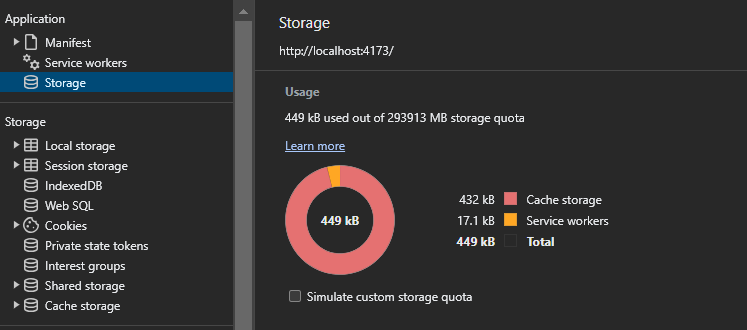 Application
Manifest
Service workers
Storage
Storage
Local storage
Session storage
IndexedDB
Web SQL
Cookies
Private state tokens
Interest groups
Shared storage
Cache storage
Storage
http://localhost:4173/
Usage
449 kB used out of 293913 MB storage quota
Learn more
449 kB
432 kB Cache storage
17.1 kB Service workers
449 kB Total
Simulate custom storage quota